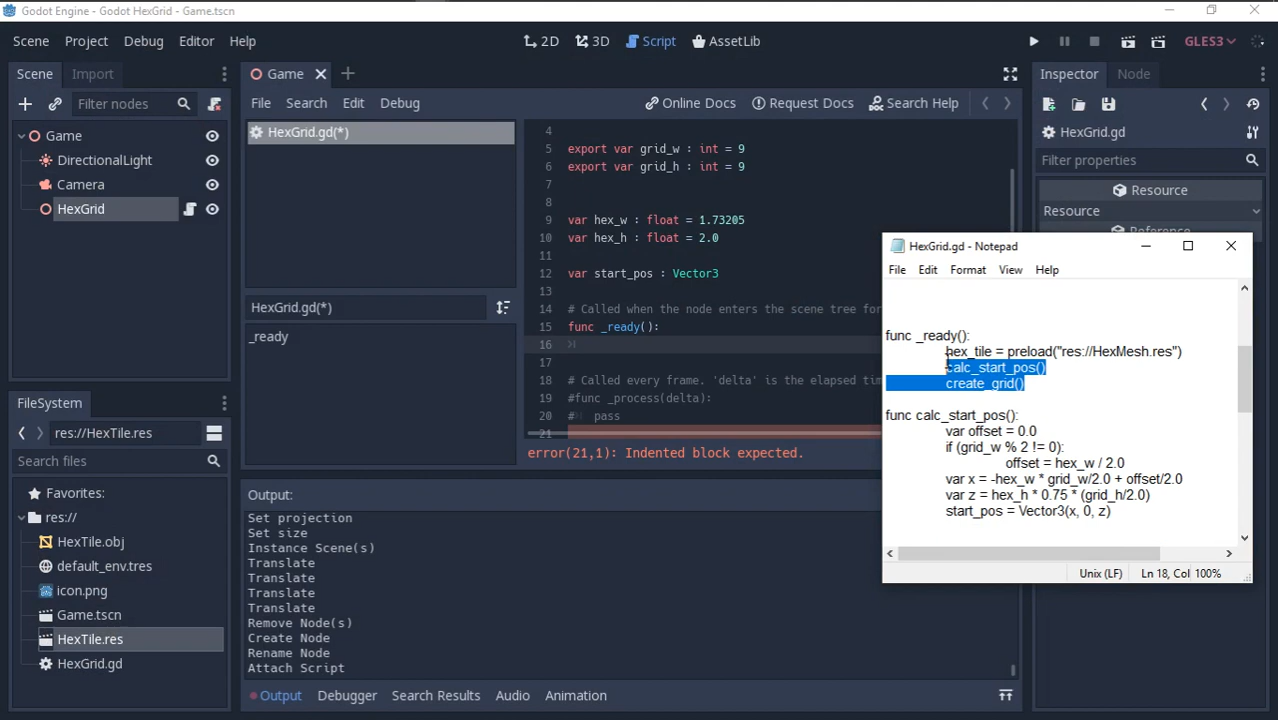 Godot Engine - Godot HexGrid - Game.tscn
Scene Project Debug Editor Help
2D 3D Script AssetLib
GLES3
Scene Import
Filter nodes
Game
DirectionalLight
Camera
HexGrid
FileSystem
res://HexTile.res
Search files
Favorites:
res://
HexTile.obj
default_env.tres
icon.png
Game.tscn
HexTile.res
HexGrid.gd
Game
File Search Edit Debug
Online Docs Request Docs Search Help
HexGrid.gd(*)
HexGrid.gd(*)
_ready
4
5 export var grid_w : int = 9
6 export var grid_h : int = 9
7
8
9 var hex_w : float = 1.73205
10 var hex_h : float = 2.0
11
12 var start_pos : Vector3
13
14 # Called when the node enters the scene tree for
15 func _ready():
16
17
18 # Called every frame. 'delta' is the elapsed tim
19 #func _process(delta):
20 # pass
21
error(21,1): Indented block expected.
Output:
Set projection
Set size
Instance Scene(s)
Translate
Translate
Translate
Translate
Remove Node(s)
Create Node
Rename Node
Attach Script
Output Debugger Search Results Audio Animation
Inspector Node
HexGrid.gd
Filter properties
Resource
Resource
Reference
HexGrid.gd - Notepad
File Edit Format View Help
func _ready():
hex_tile = preload("res://HexMesh.res")
calc_start_pos()
create_grid()
func calc_start_pos():
var offset = 0.0
if (grid_w % 2 != 0):
offset = hex_w / 2.0
var x = -hex_w * grid_w/2.0 + offset/2.0
var z = hex_h * 0.75 * (grid_h/2.0)
start_pos = Vector3(x, 0, z)
Unix (LF) Ln 18, Col 100%